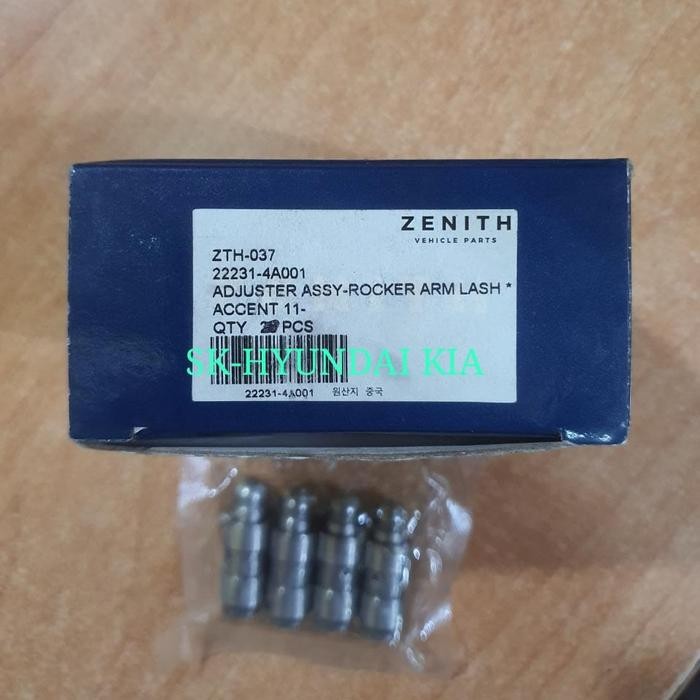 ZENITH
VEHICLE PARTS
ZTH-037
22231-4A001
ADJUSTER ASSY-ROCKER ARM LASH *
ACCENT 11-
QTY PCS
SK-HYUNDAI KIA
22231-4A001 원산지 중국